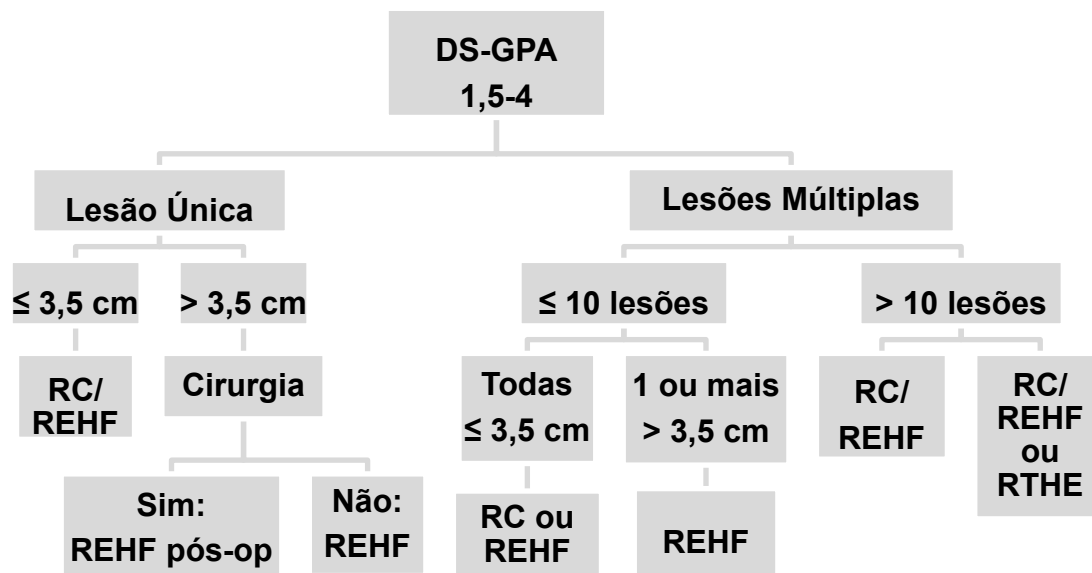 DS-GPA
1,5-4
Lesão Única
Lesões Múltiplas
≤ 3,5 cm
> 3,5 cm
≤ 10 lesões
> 10 lesões
RC/
REHF
Cirurgia
Todas
≤ 3,5 cm
1 ou mais
> 3,5 cm
RC/
REHF
RC/
REHF
ou
RTHE
Sim:
REHF pós-op
Não:
REHF
RC ou
REHF
REHF